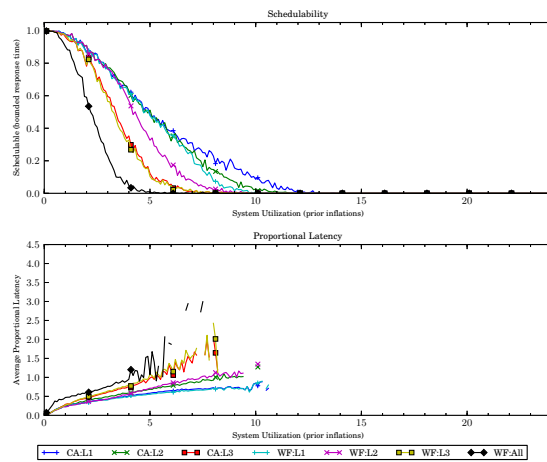 Schedulability
1.0
0.8
0.6
0.4
0.2
0.0
Schedulable (bounded response time)
0
5
10
15
20
System Utilization (prior inflations)
Proportional Latency
4.5
4.0
3.5
3.0
2.5
2.0
1.5
1.0
0.5
0.0
Average Proportional Latency
0
5
10
15
20
System Utilization (prior inflations)
CA:L1
CA:L2
CA:L3
WF:L1
WF:L2
WF:L3
WF:All